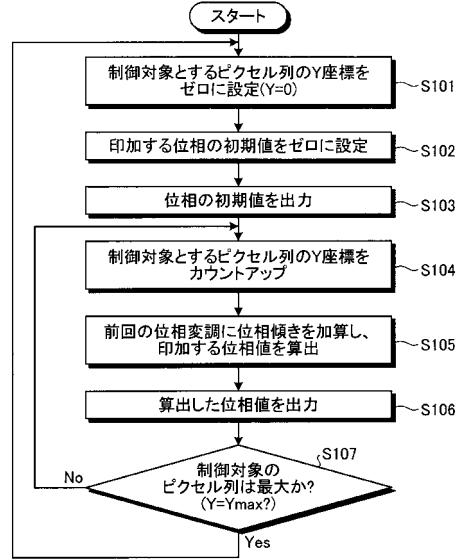 スタート
制御対象とするピクセル列のY座標を
ゼロに設定(Y=0)
S101
印加する位相の初期値をゼロに設定
S102
位相の初期値を出力
S103
制御対象とするピクセル列のY座標を
カウントアップ
S104
前回の位相変調に位相傾きを加算し、
印加する位相値を算出
S105
算出した位相値を出力
S106
S107
制御対象の
ピクセル列は最大か?
(Y=Ymax?)
No
Yes